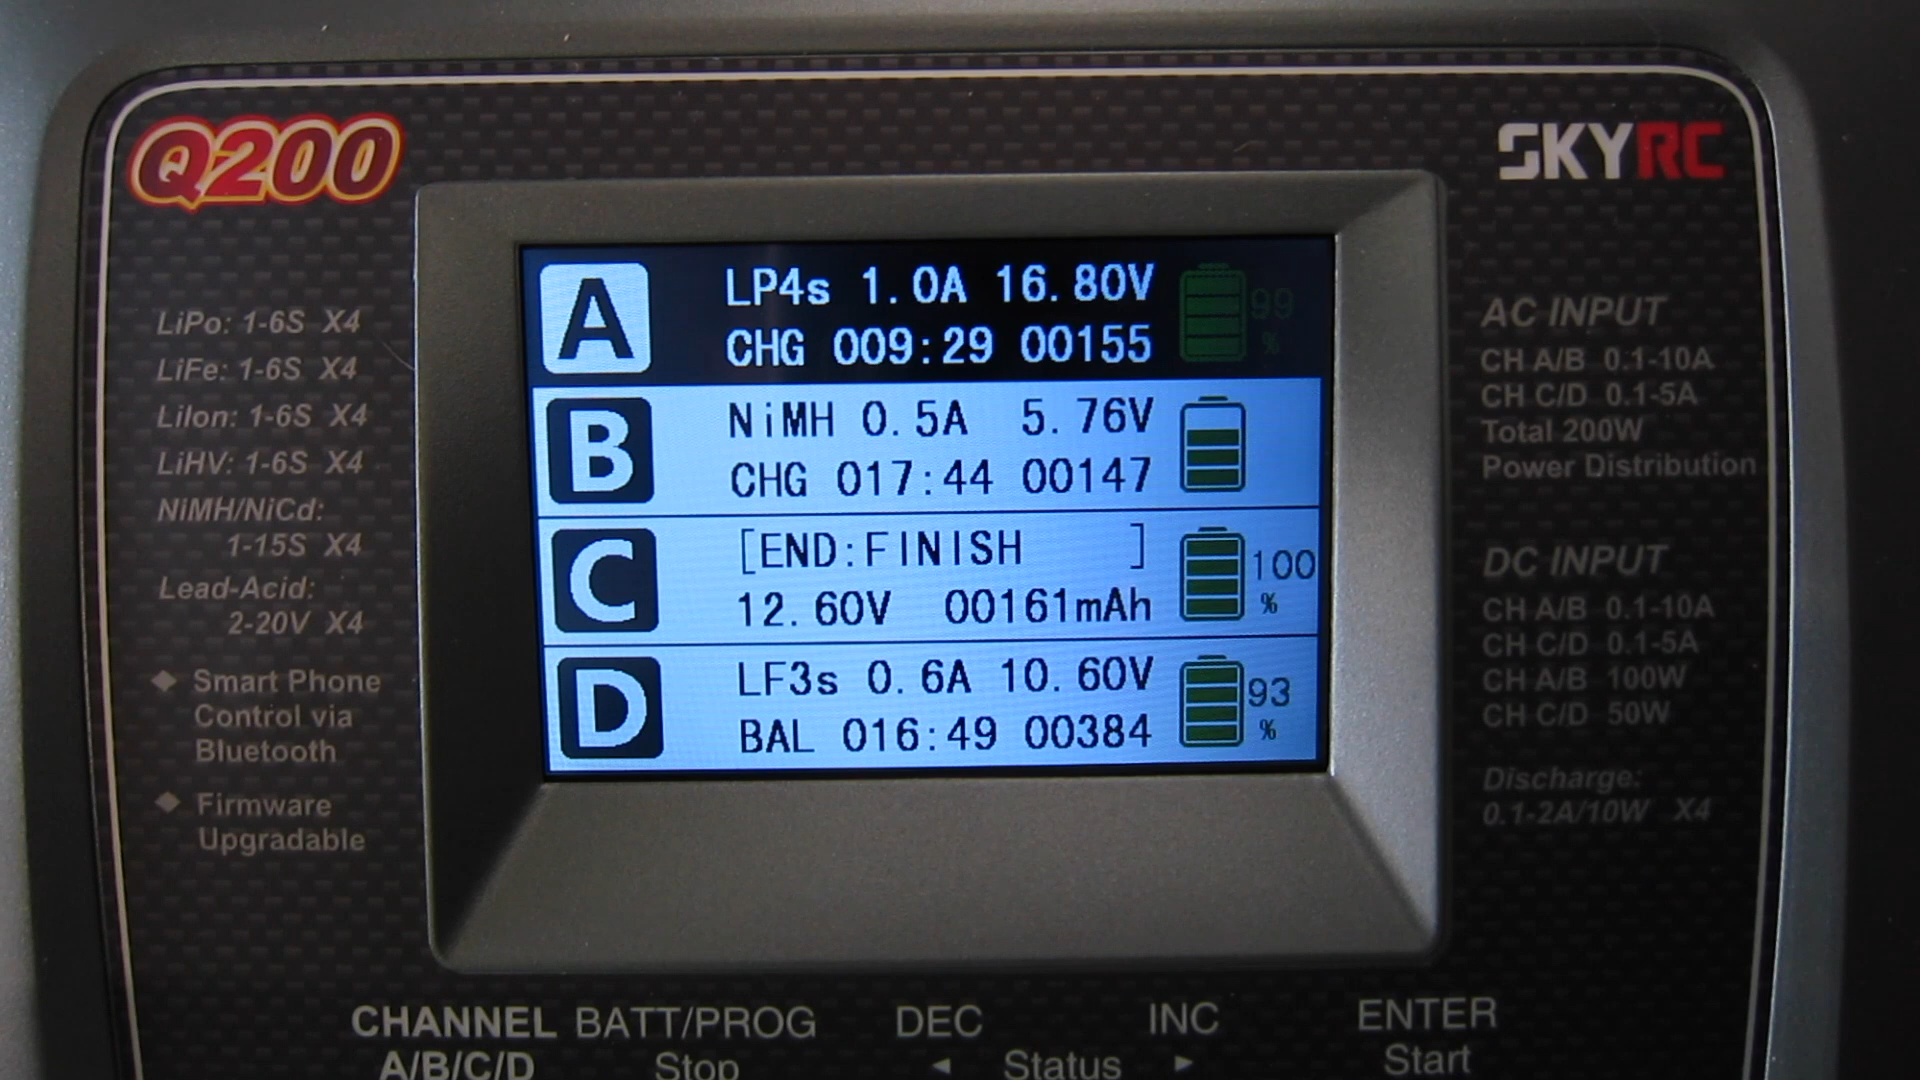 Q200
SKYRC
LiPo: 1-6S X4
LiFe: 1-6S X4
LiIon: 1-6S X4
LiHV: 1-6S X4
NiMH/NiCd:
1-15S X4
Lead-Acid:
2-20V X4
◆ Smart Phone
Control via
Bluetooth
◆ Firmware
Upgradable
A
LP4s 1.0A 16.80V
CHG 009:29 00155
99
%
B
NiMH 0.5A 5.76V
CHG 017:44 00147
C
[END:FINISH ]
12.60V 00161mAh
100
%
D
LF3s 0.6A 10.60V
BAL 016:49 00384
93
%
AC INPUT
CH A/B 0.1-10A
CH C/D 0.1-5A
Total 200W
Power Distribution
DC INPUT
CH A/B 0.1-10A
CH C/D 0.1-5A
CH A/B 100W
CH C/D 50W
Discharge:
0.1-2A/10W X4
CHANNEL BATT/PROG DEC INC ENTER
A/B/C/D Stop ◄ Status ► Start